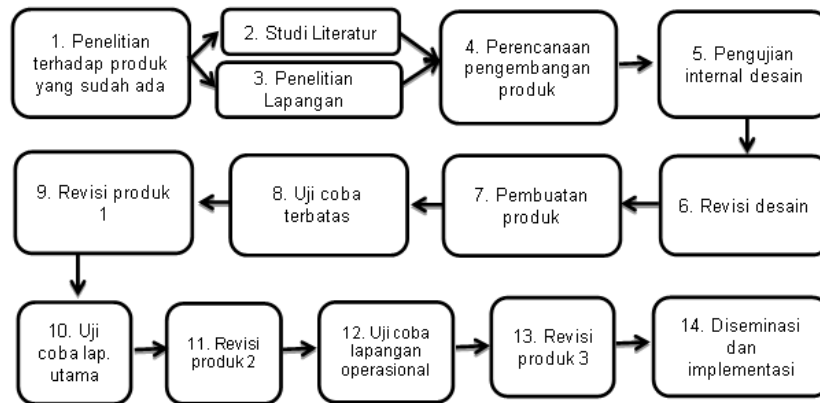 1. Penelitian
terhadap produk
yang sudah ada
2. Studi Literatur
3. Penelitian
Lapangan
4. Perencanaan
pengembangan
produk
5. Pengujian
internal desain
6. Revisi desain
7. Pembuatan
produk
8. Uji coba
terbatas
9. Revisi produk
1
10. Uji
coba lap.
utama
11. Revisi
produk 2
12. Uji coba
lapangan
operasional
13. Revisi
produk 3
14. Diseminasi
dan
implementasi